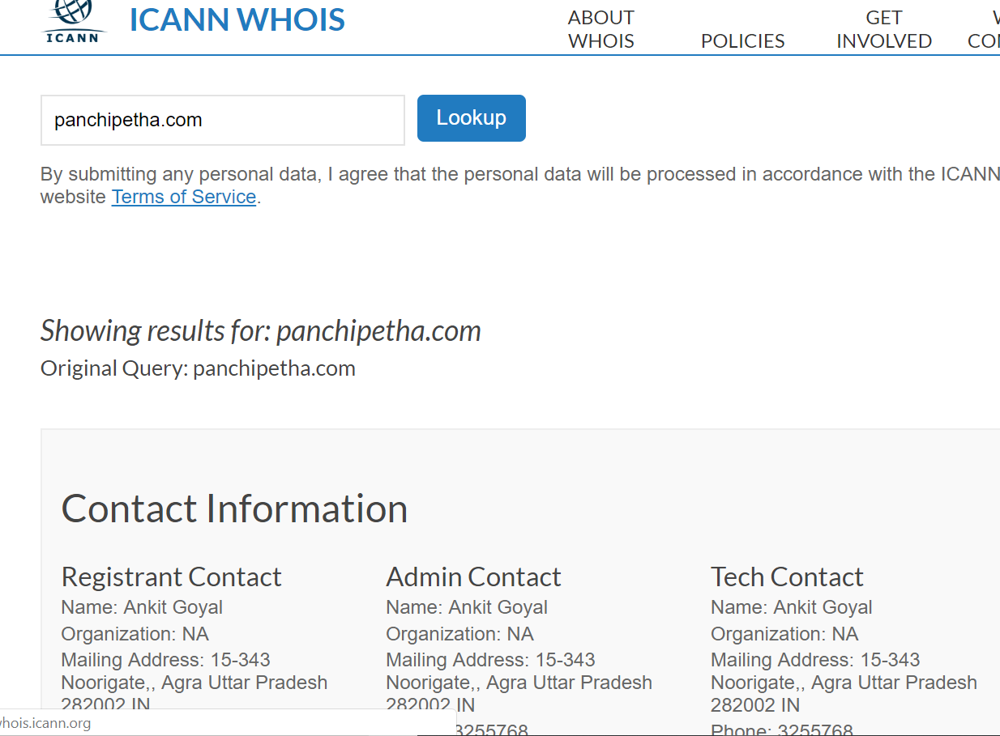 ICANN
ICANN WHOIS
ABOUT
WHOIS
POLICIES
GET
INVOLVED
panchipetha.com
Lookup
By submitting any personal data, I agree that the personal data will be processed in accordance with the ICANN
website Terms of Service.
Showing results for: panchipetha.com
Original Query: panchipetha.com
Contact Information
Registrant Contact
Name: Ankit Goyal
Organization: NA
Mailing Address: 15-343
Noorigate,, Agra Uttar Pradesh
282002 IN
Admin Contact
Name: Ankit Goyal
Organization: NA
Mailing Address: 15-343
Noorigate,, Agra Uttar Pradesh
282002 IN
3255768
Tech Contact
Name: Ankit Goyal
Organization: NA
Mailing Address: 15-343
Noorigate,, Agra Uttar Pradesh
282002 IN
Phone: 3255768
whois.icann.org